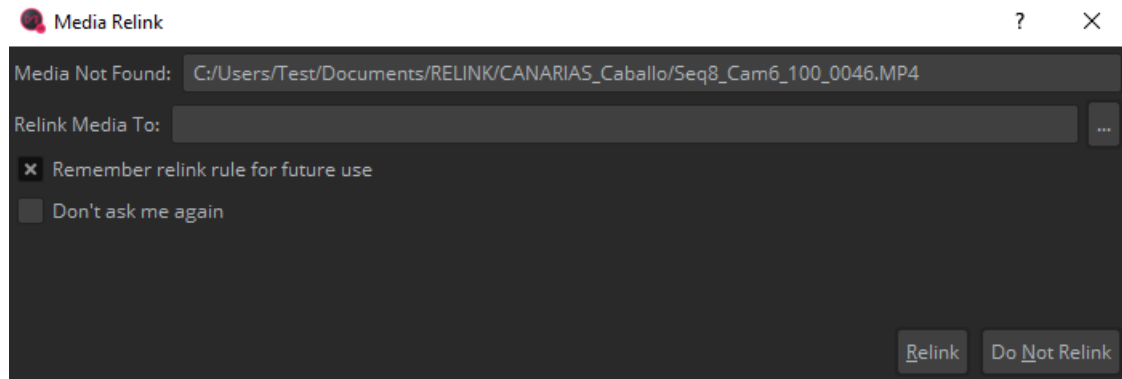 Media Relink ? ×
Media Not Found: C:/Users/Test/Documents/RELINK/CANARIAS_Caballo/Seq8_Cam6_100_0046.MP4
Relink Media To: ...
Remember relink rule for future use
Don't ask me again
Relink Do Not Relink